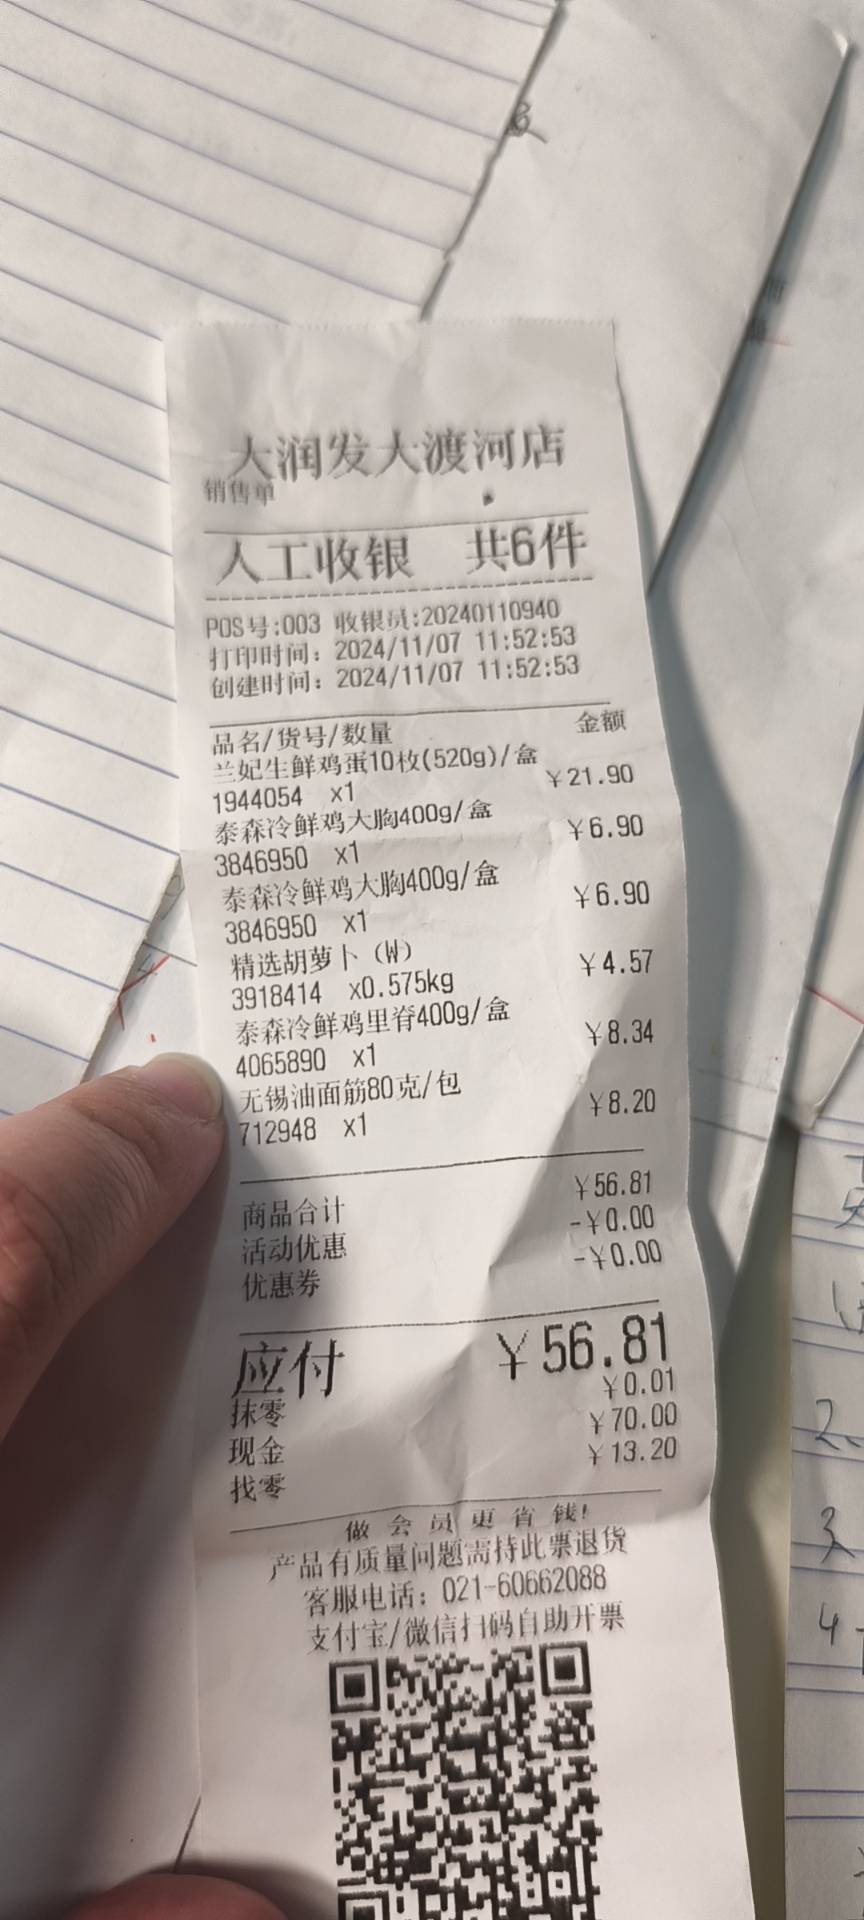 大润发大渡河店
销售单
人工收银 共6件
POS号:003 收银员:20240110940
打印时间: 2024/11/07 11:52:53
创建时间: 2024/11/07 11:52:53
品名/货号/数量 金额
兰妃生鲜鸡蛋10枚(520g)/盒
1944054 x1 ￥21.90
泰森冷鲜鸡大胸400g/盒
3846950 x1 ￥6.90
泰森冷鲜鸡大胸400g/盒
3846950 x1 ￥6.90
精选胡萝卜（W）
3918414 x0.575kg ￥4.57
泰森冷鲜鸡里脊400g/盒
4065890 x1 ￥8.34
无锡油面筋80克/包
712948 x1 ￥8.20
商品合计 ￥56.81
活动优惠 -￥0.00
优惠券 -￥0.00
应付 ￥56.81
抹零 ￥0.01
现金 ￥70.00
找零 ￥13.20
做会员更省钱!
产品有质量问题需持此票退货
客服电话: 021-60662088
支付宝/微信扫码自助开票
2.
3
4